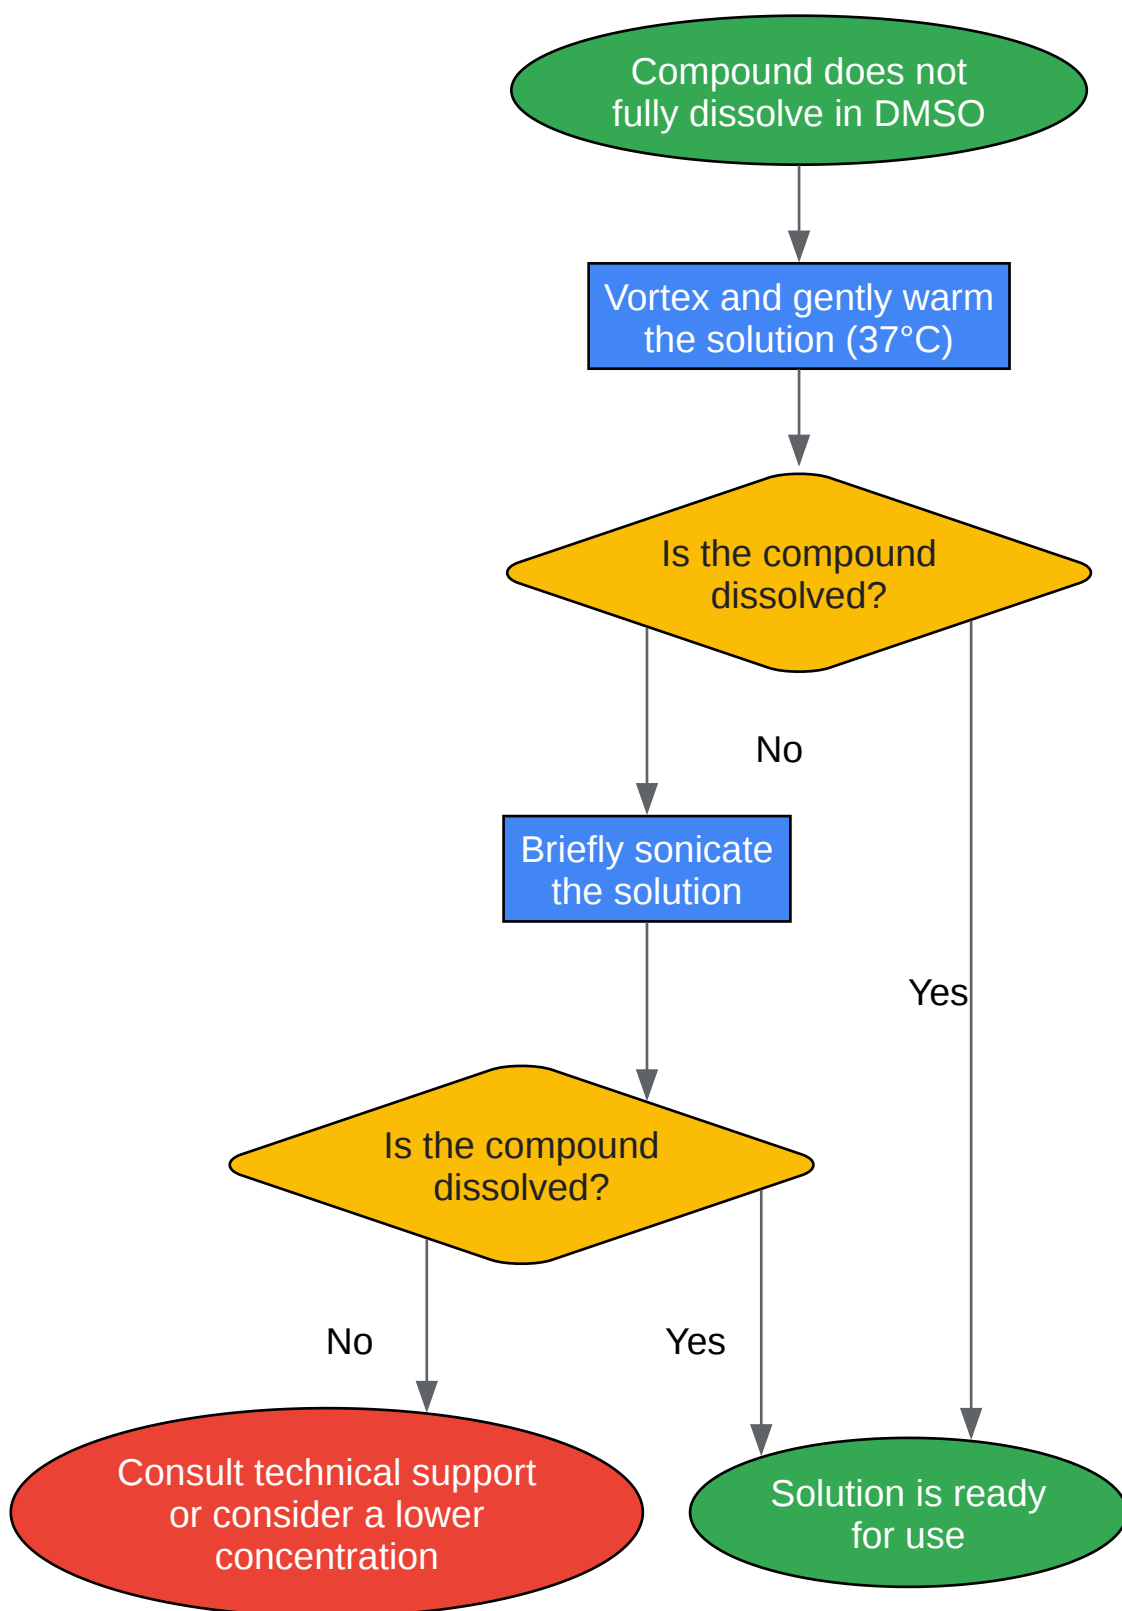 Compound does not
fully dissolve in DMSO
Vortex and gently warm
the solution (37°C)
Is the compound
dissolved?
No
Briefly sonicate
the solution
Yes
Is the compound
dissolved?
No
Yes
Consult technical support
or consider a lower
concentration
Solution is ready
for use